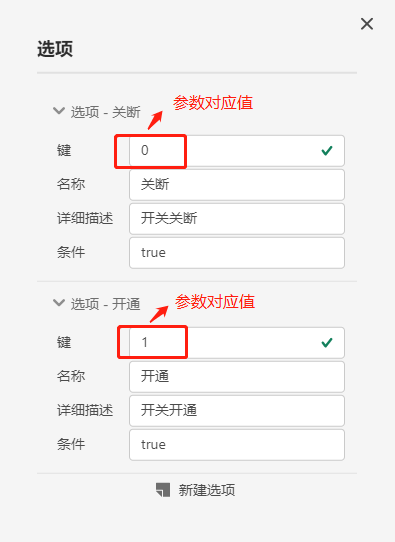 选项
选项 - 关断
参数对应值
键
0
名称
关断
详细描述
开关关断
条件
true
选项 - 开通
参数对应值
键
1
名称
开通
详细描述
开关开通
条件
true
新建选项